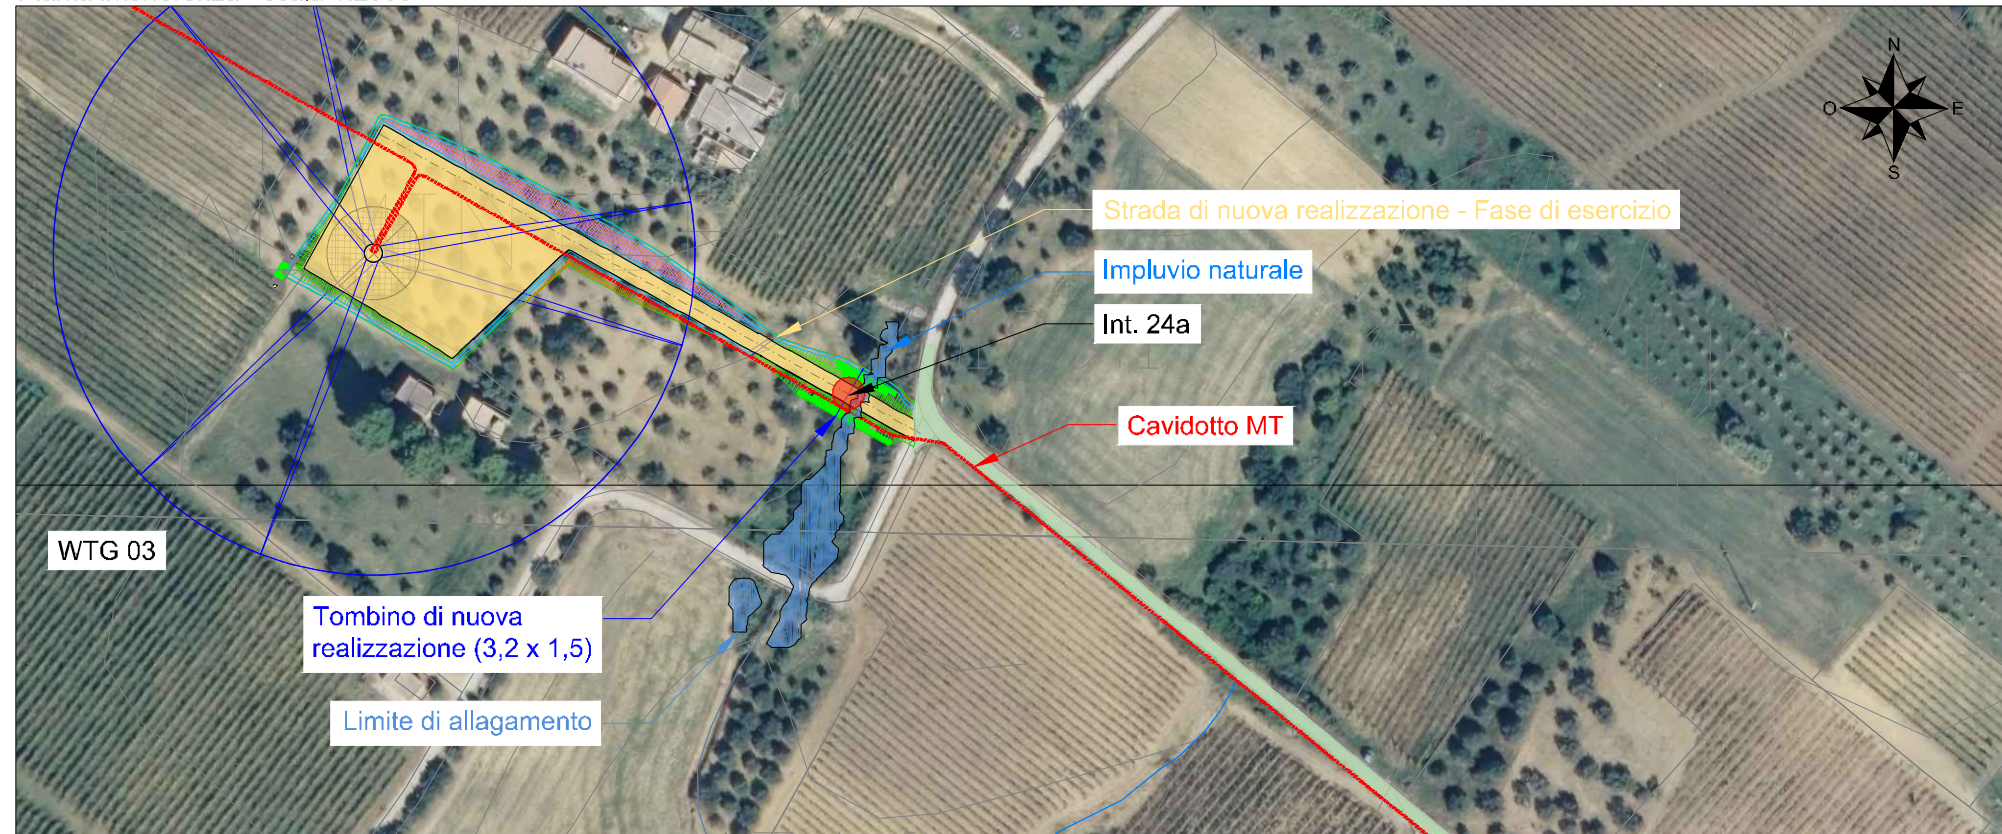 N
O
E
S
Strada di nuova realizzazione - Fase di esercizio
Impluvio naturale
Int. 24a
Cavidotto MT
WTG 03
Tombino di nuova
realizzazione (3,2 x 1,5)
Limite di allagamento